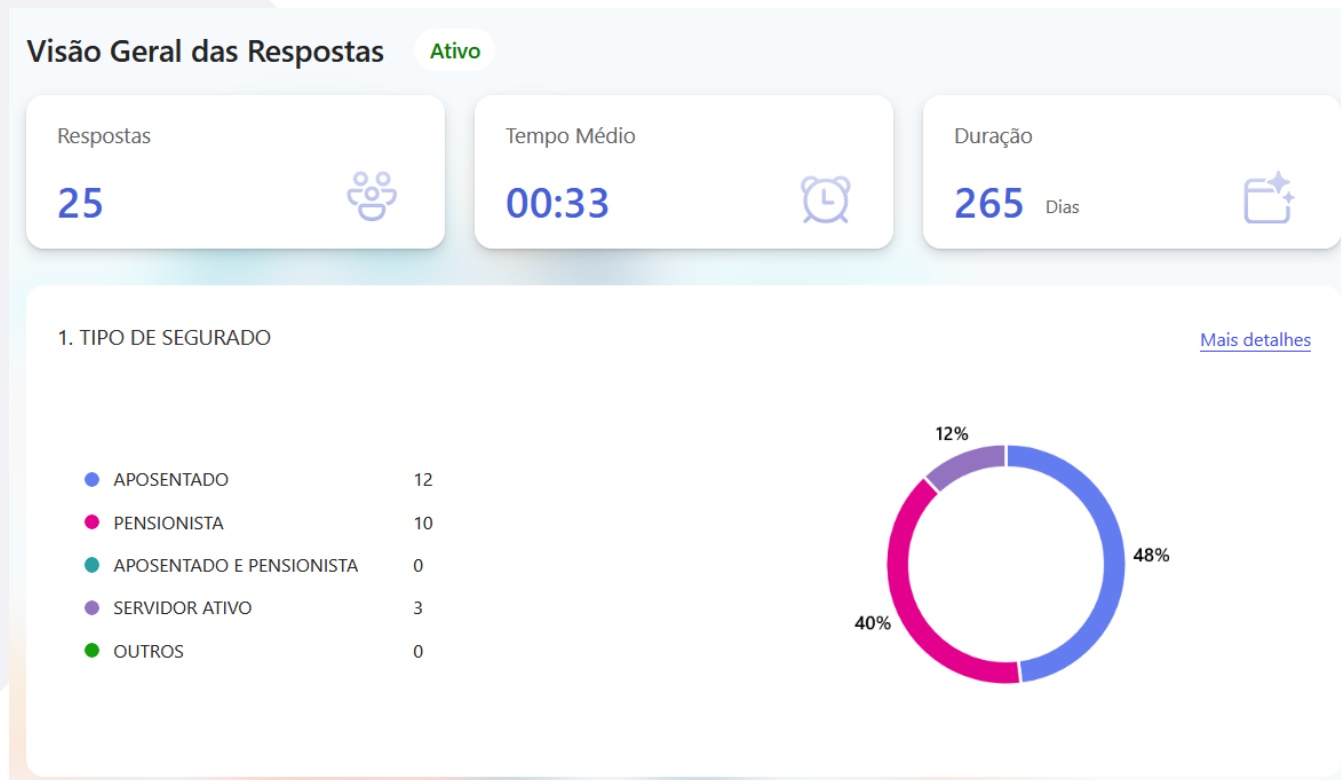 Visão Geral das Respostas Ativo
Respostas
25
Tempo Médio
00:33
Duração
265 Dias
1. TIPO DE SEGURADO
Mais detalhes
APOSENTADO 12
PENSIONISTA 10
APOSENTADO E PENSIONISTA 0
SERVIDOR ATIVO 3
OUTROS 0
12%
48%
40%